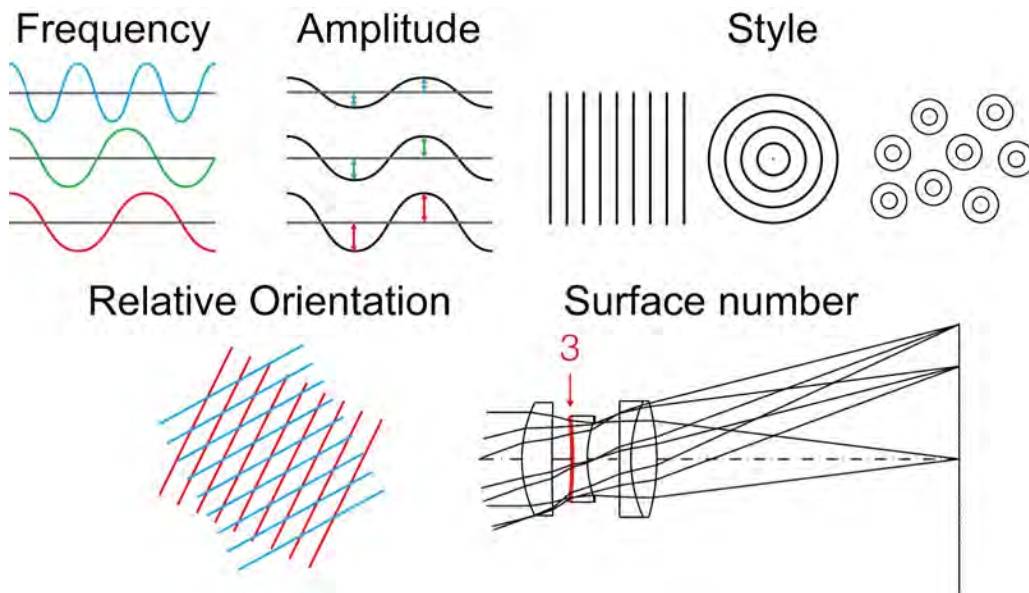 Frequency
Amplitude
Style
Relative Orientation
Surface number
3